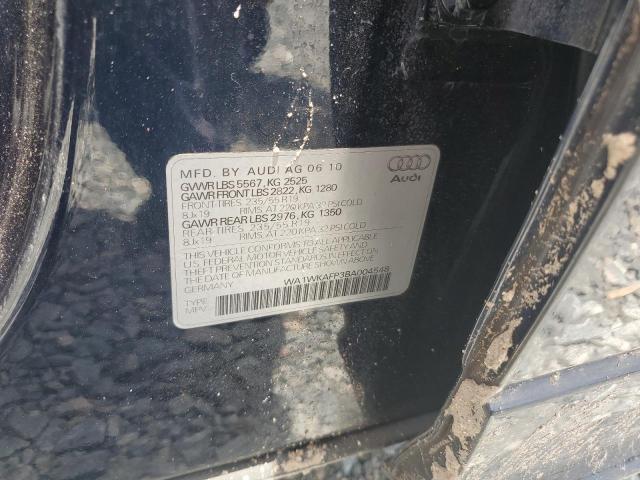 MFD. BY AUDI AG 06 10
GVWR LBS 5567, KG 2525
GAWR FRONT LBS 2822, KG 1280
FRONT-TIRES 235/55 R19
8Jx19 RIMS, AT 220 KPA 32 PSI COLD
GAWR REAR LBS 2976, KG 1350
REAR-TIRES 235/55 R19
8Jx19 RIMS, AT 220 KPA 32 PSI COLD
THIS VEHICLE CONFORMS TO ALL APPLICABLE
U.S. FEDERAL MOTOR VEHICLE SAFETY AND
THEFT PREVENTION STANDARDS IN EFFECT ON
THE DATE OF MANUFACTURE SHOWN ABOVE.
GERMANY WA1WKAFP3BA004548
TYPE:
MPV
Audi